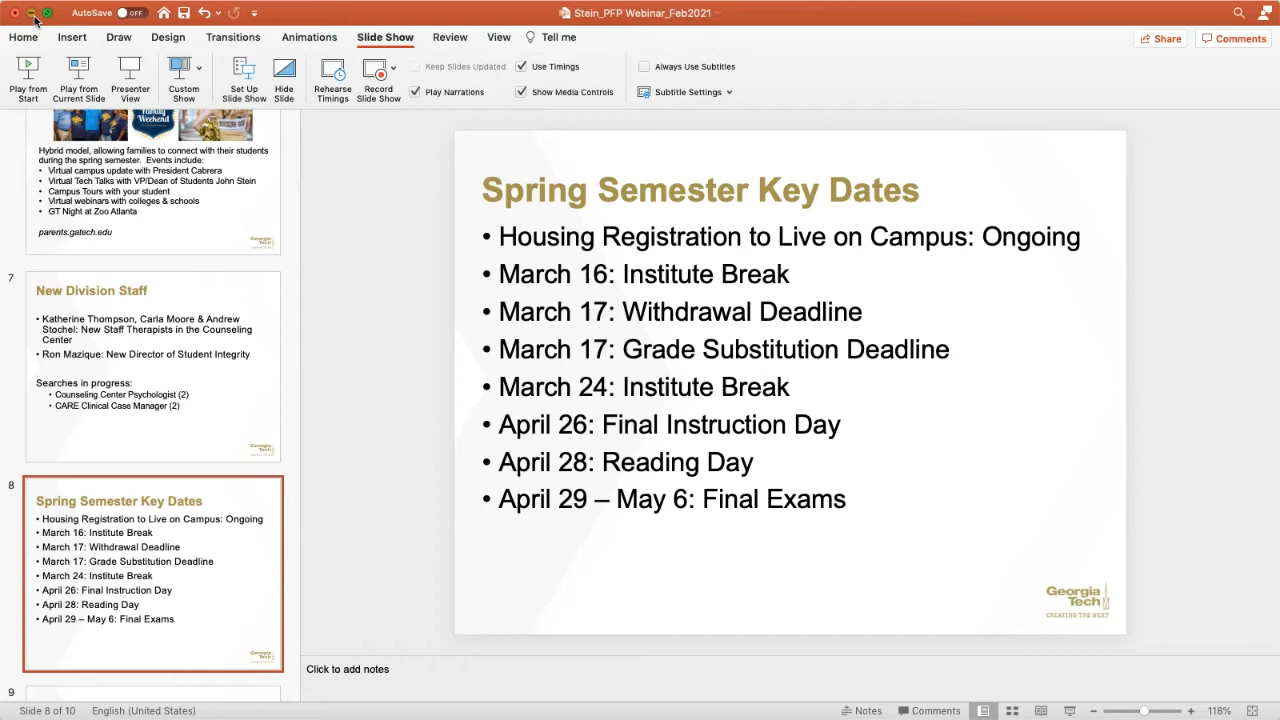 AutoSave OFF
Stein_PFP Webinar_Feb2021
Home Insert Draw Design Transitions Animations Slide Show Review View Tell me
Share Comments
Play from Start
Play from Current Slide
Presenter View
Custom Show
Set Up Slide Show
Hide Slide
Rehearse Timings
Record Slide Show
Keep Slides Updated
Use Timings
Play Narrations
Show Media Controls
Always Use Subtitles
Subtitle Settings
Family
Weekend
Hybrid model, allowing families to connect with their students
during the spring semester. Events include:
• Virtual campus update with President Cabrera
• Virtual Tech Talks with VP/Dean of Students John Stein
• Campus Tours with your student
• Virtual webinars with colleges & schools
• GT Night at Zoo Atlanta
parents.gatech.edu
Georgia
Tech
7
New Division Staff
• Katherine Thompson, Carla Moore & Andrew
Stochel: New Staff Therapists in the Counseling
Center
• Ron Mazique: New Director of Student Integrity
Searches in progress:
• Counseling Center Psychologist (2)
• CARE Clinical Case Manager (2)
Georgia
Tech
8
Spring Semester Key Dates
• Housing Registration to Live on Campus: Ongoing
• March 16: Institute Break
• March 17: Withdrawal Deadline
• March 17: Grade Substitution Deadline
• March 24: Institute Break
• April 26: Final Instruction Day
• April 28: Reading Day
• April 29 – May 6: Final Exams
Georgia
Tech
9
Spring Semester Key Dates
• Housing Registration to Live on Campus: Ongoing
• March 16: Institute Break
• March 17: Withdrawal Deadline
• March 17: Grade Substitution Deadline
• March 24: Institute Break
• April 26: Final Instruction Day
• April 28: Reading Day
• April 29 – May 6: Final Exams
Georgia
Tech
CREATING THE NEXT
Click to add notes
Slide 8 of 10 English (United States)
Notes Comments 118%